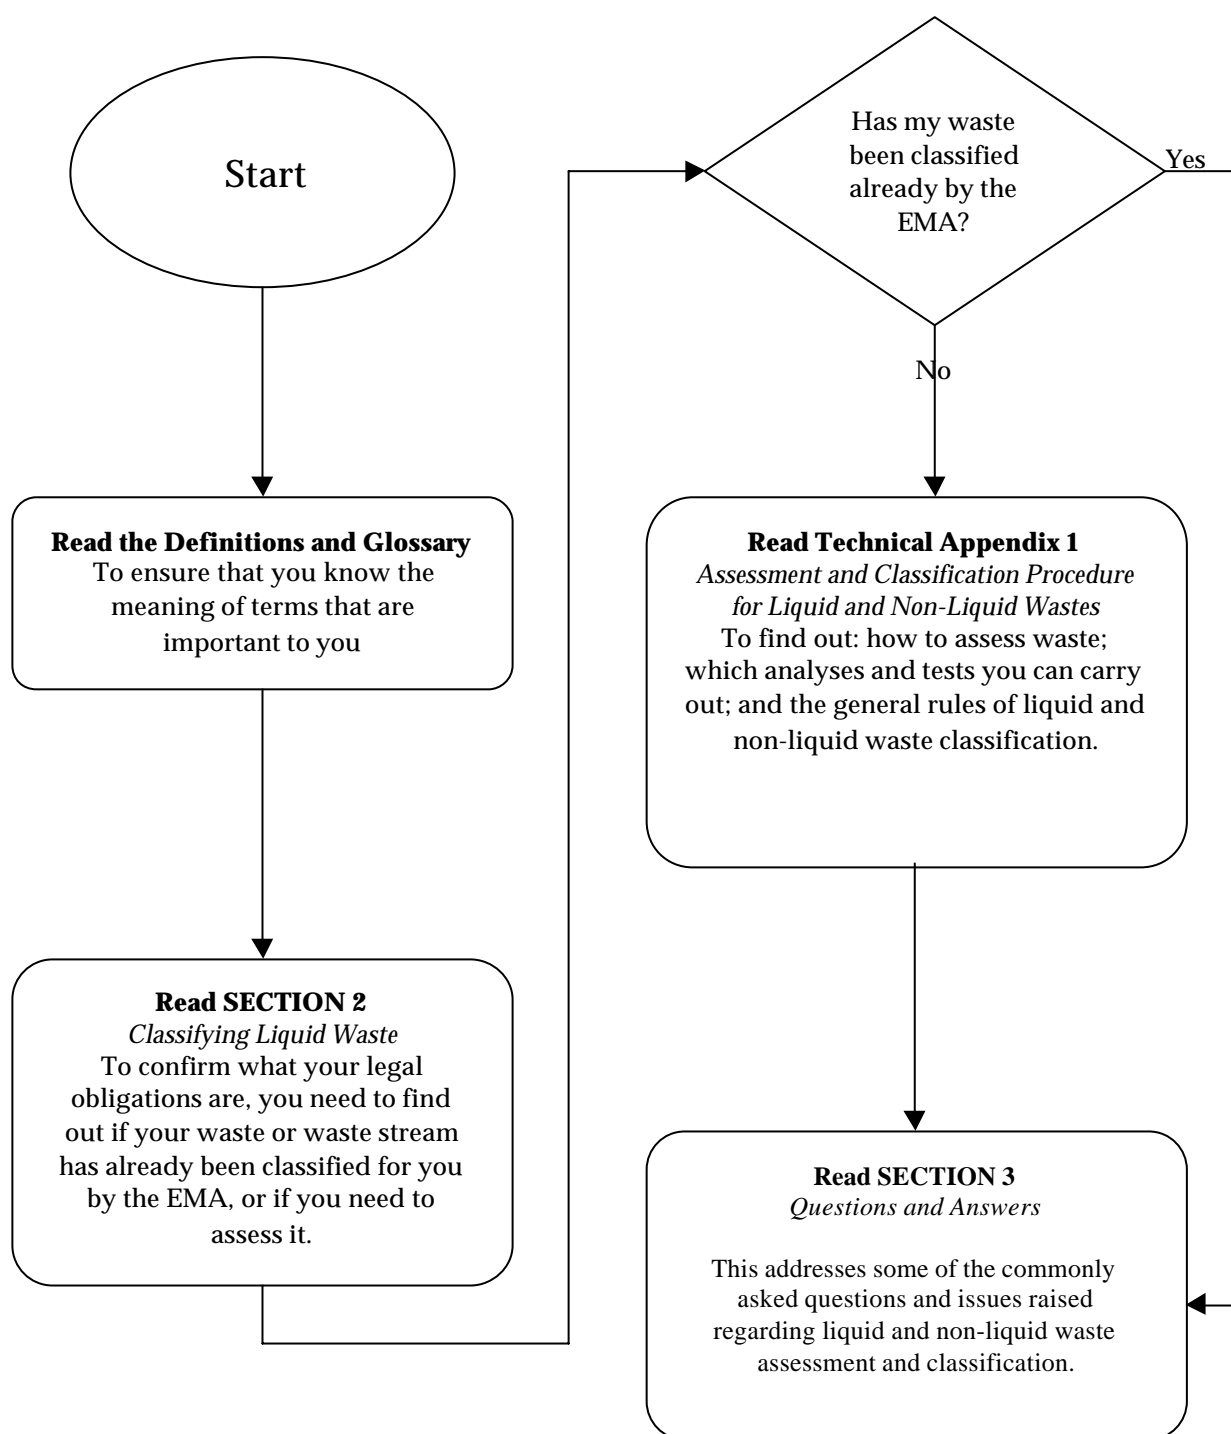 Start
Read the Definitions and Glossary
To ensure that you know the
meaning of terms that are
important to you
Read SECTION 2
Classifying Liquid Waste
To confirm what your legal
obligations are, you need to find
out if your waste or waste stream
has already been classified for you
by the EMA, or if you need to
assess it.
Has my waste
been classified
already by the
EMA?
Yes
No
Read Technical Appendix 1
Assessment and Classification Procedure
for Liquid and Non-Liquid Wastes
To find out: how to assess waste;
which analyses and tests you can carry
out; and the general rules of liquid and
non-liquid waste classification.
Read SECTION 3
Questions and Answers
This addresses some of the commonly
asked questions and issues raised
regarding liquid and non-liquid waste
assessment and classification.